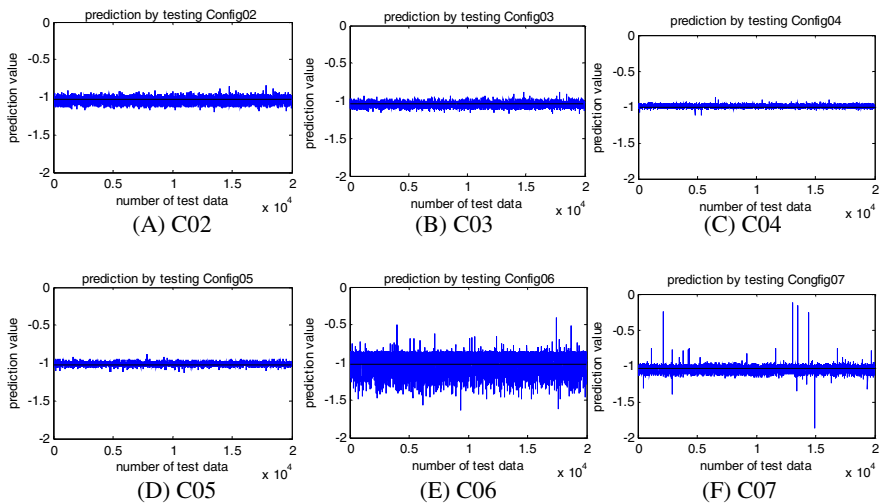 prediction by testing Config02
0
-0.5
-1
-1.5
-2
prediction value
0 0.5 1 1.5 2
number of test data
x 10^4
(A) C02
prediction by testing Config03
0
-0.5
-1
-1.5
-2
prediction value
0 0.5 1 1.5 2
number of test data
x 10^4
(B) C03
prediction by testing Config04
0
-0.5
-1
-1.5
-2
prediction value
0 0.5 1 1.5 2
number of test data
x 10^4
(C) C04
prediction by testing Config05
0
-0.5
-1
-1.5
-2
prediction value
0 0.5 1 1.5 2
number of test data
x 10^4
(D) C05
prediction by testing Config06
0
-0.5
-1
-1.5
-2
prediction value
0 0.5 1 1.5 2
number of test data
x 10^4
(E) C06
prediction by testing Congfig07
0
-0.5
-1
-1.5
-2
prediction value
0 0.5 1 1.5 2
number of test data
x 10^4
(F) C07